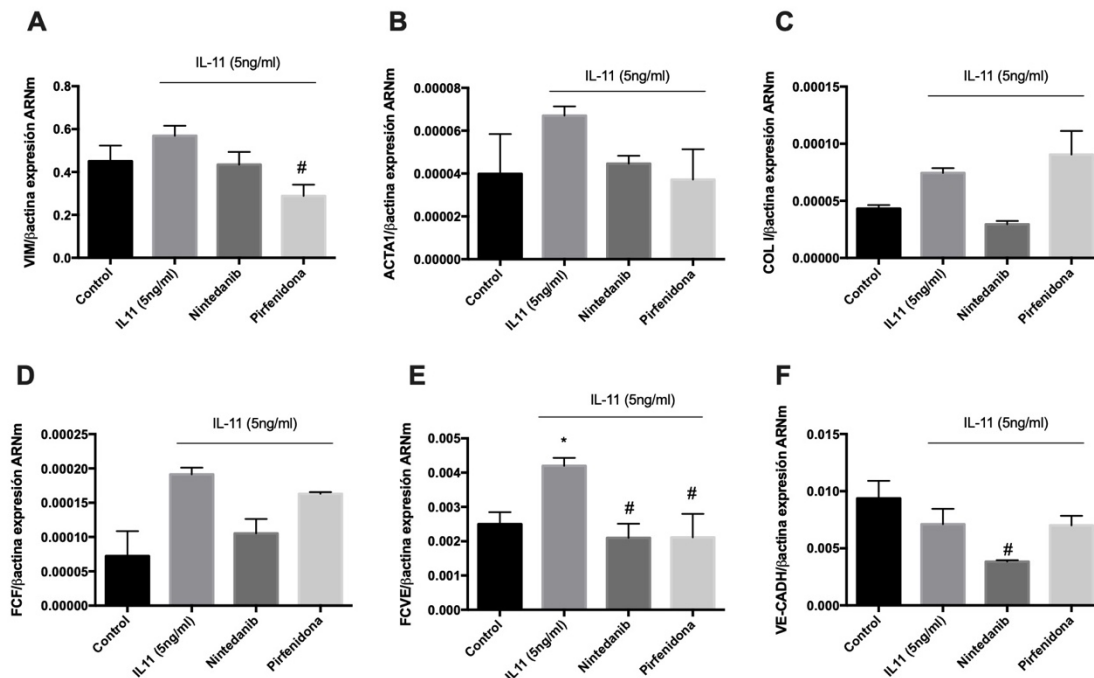 A
IL-11 (5ng/ml)
VIM/βactina expresión ARNm
0.8
0.6
0.4
0.2
0.0
#
Control
IL11 (5ng/ml)
Nintedanib
Pirfenidona
B
IL-11 (5ng/ml)
ACTA1/βactina expresión ARNm
0.00008
0.00006
0.00004
0.00002
0.00000
Control
IL11 (5ng/ml)
Nintedanib
Pirfenidona
C
IL-11 (5ng/ml)
COL I/βactina expresión ARNm
0.00015
0.00010
0.00005
0.00000
Control
IL11 (5ng/ml)
Nintedanib
Pirfenidona
D
IL-11 (5ng/ml)
FCF/βactina expresión ARNm
0.00025
0.00020
0.00015
0.00010
0.00005
0.00000
Control
IL11 (5ng/ml)
Nintedanib
Pirfenidona
E
IL-11 (5ng/ml)
FCVE/βactina expresión ARNm
0.005
0.004
0.003
0.002
0.001
0.000
*
#
#
Control
IL11 (5ng/ml)
Nintedanib
Pirfenidona
F
IL-11 (5ng/ml)
VE-CADH/βactina expresión ARNm
0.015
0.010
0.005
0.000
#
Control
IL11 (5ng/ml)
Nintedanib
Pirfenidona